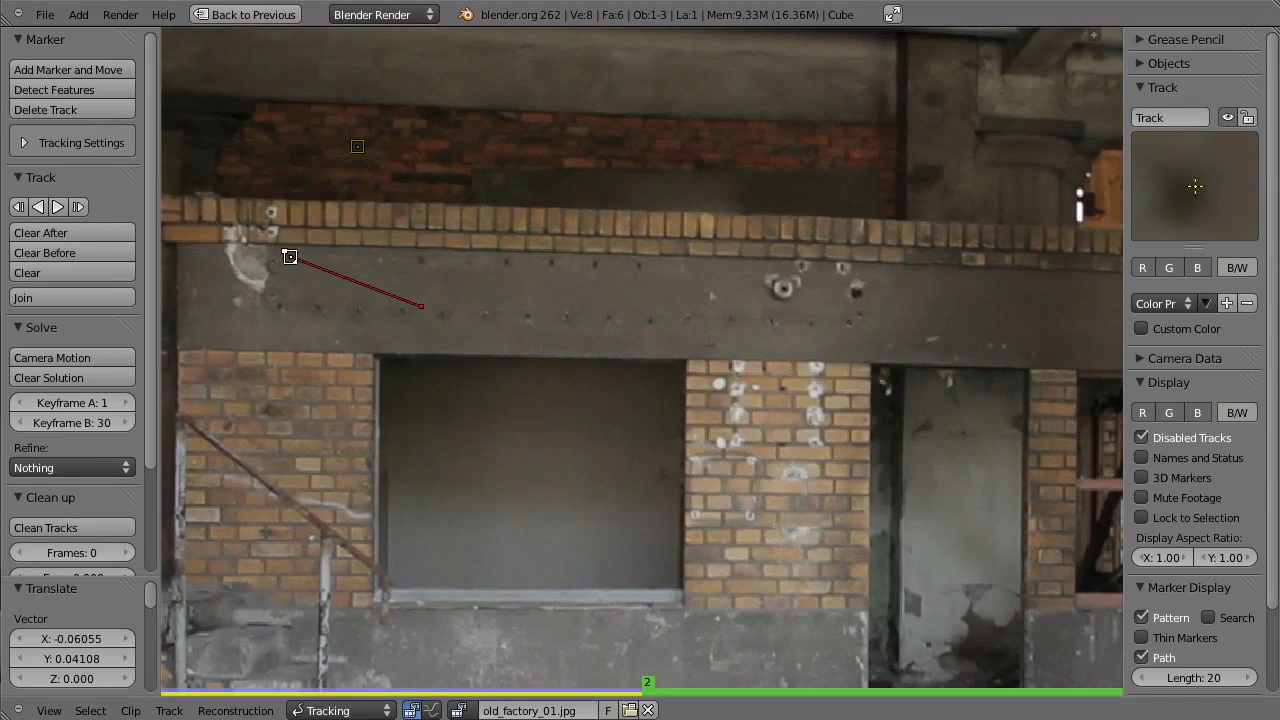 File Add Render Help Back to Previous Blender Render blender.org 262 | Ve:8 | Fa:6 | Ob:1-3 | La:1 | Mem:9.33M (16.36M) | Cube
Marker
Add Marker and Move
Detect Features
Delete Track
Tracking Settings
Track
Clear After
Clear Before
Clear
Join
Solve
Camera Motion
Clear Solution
Keyframe A: 1
Keyframe B: 30
Refine:
Nothing
Clean up
Clean Tracks
Frames: 0
Translate
Vector
X: -0.06055
Y: 0.04108
Z: 0.000
2
Grease Pencil
Objects
Track
Track
R G B B/W
Color Pr
Custom Color
Camera Data
Display
R G B B/W
Disabled Tracks
Names and Status
3D Markers
Mute Footage
Lock to Selection
Display Aspect Ratio:
X: 1.00 Y: 1.00
Marker Display
Pattern Search
Thin Markers
Path
Length: 20
View Select Clip Track Reconstruction Tracking old_factory_01.jpg F